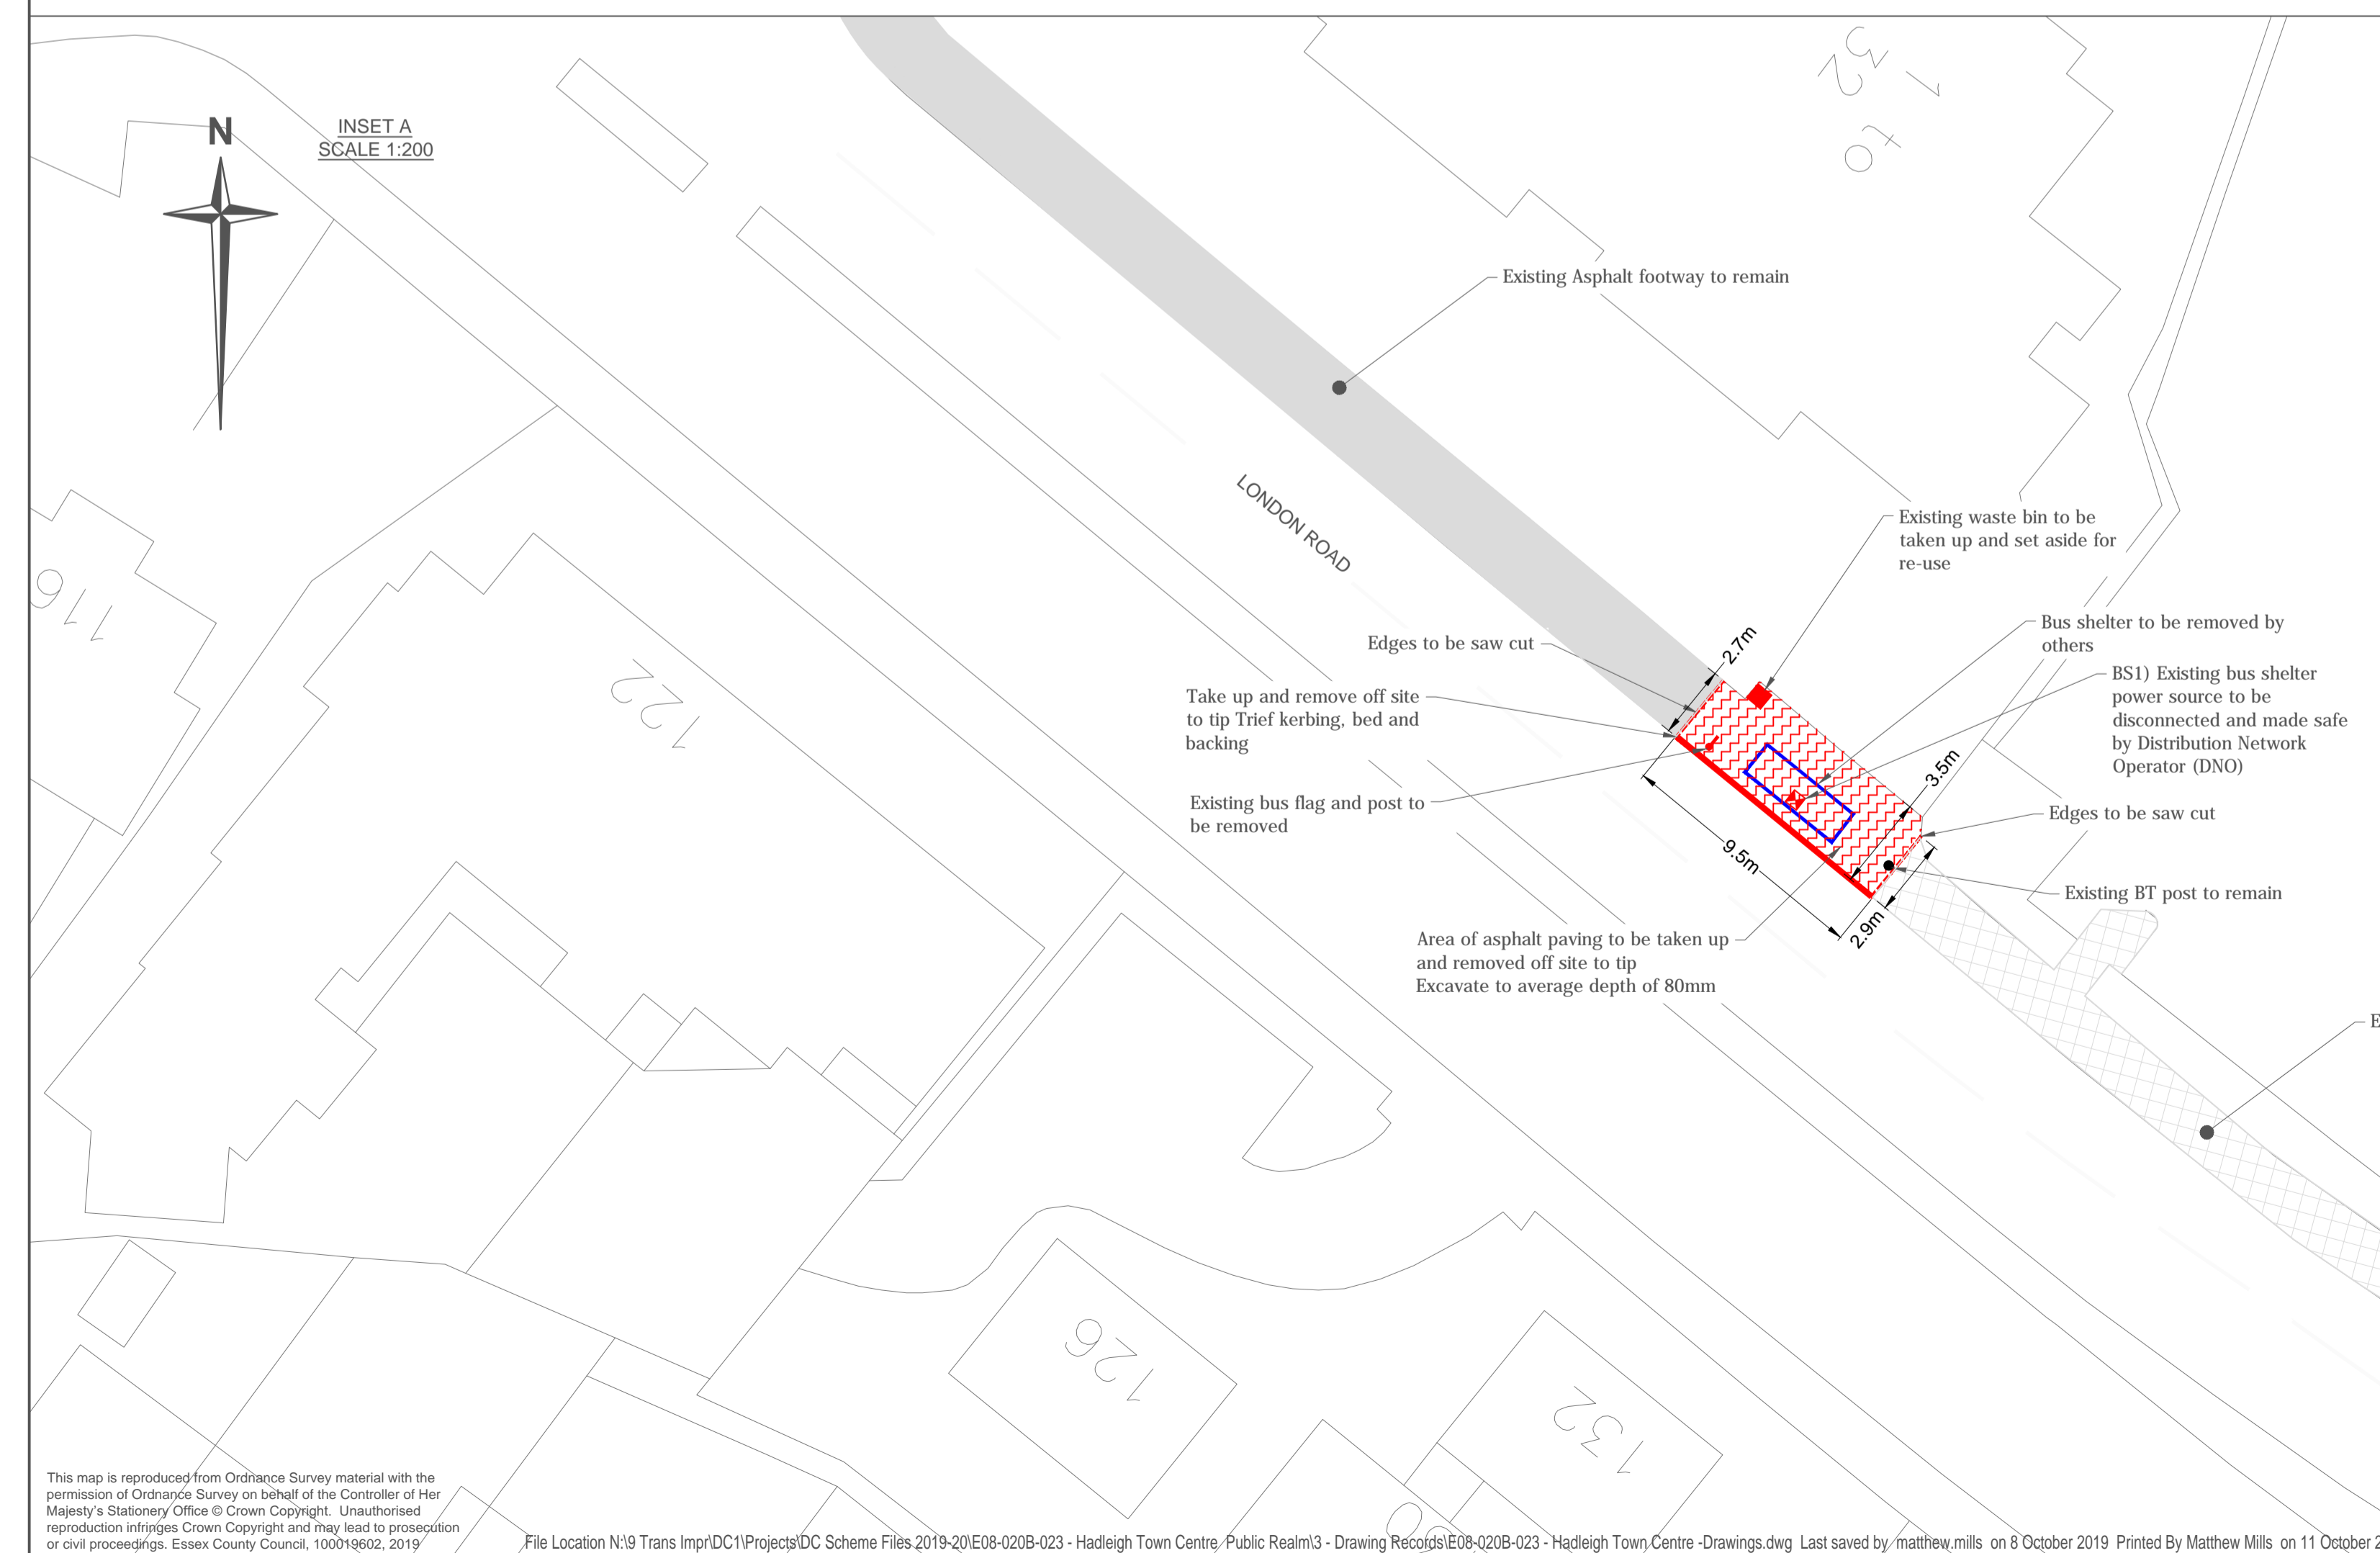 N
INSET A
SCALE 1:200
1
to
32
Existing Asphalt footway to remain
LONDON ROAD
Existing waste bin to be
taken up and set aside for
re-use
116
122
Edges to be saw cut
2.7m
Bus shelter to be removed by
others
Take up and remove off site
to tip Trief kerbing, bed and
backing
BS1) Existing bus shelter
power source to be
disconnected and made safe
by Distribution Network
Operator (DNO)
3.5m
Existing bus flag and post to
be removed
Edges to be saw cut
9.5m
Existing BT post to remain
2.9m
Area of asphalt paving to be taken up
and removed off site to tip
Excavate to average depth of 80mm
E
126
132
This map is reproduced from Ordnance Survey material with the
permission of Ordnance Survey on behalf of the Controller of Her
Majesty's Stationery Office © Crown Copyright. Unauthorised
reproduction infringes Crown Copyright and may lead to prosecution
or civil proceedings. Essex County Council, 100019602, 2019
File Location N:\9 Trans Impr\DC1\Projects\DC Scheme Files 2019-20\E08-020B-023 - Hadleigh Town Centre Public Realm\3 - Drawing Records\E08-020B-023 - Hadleigh Town Centre -Drawings.dwg Last saved by matthew.mills on 8 October 2019 Printed By Matthew Mills on 11 October 2